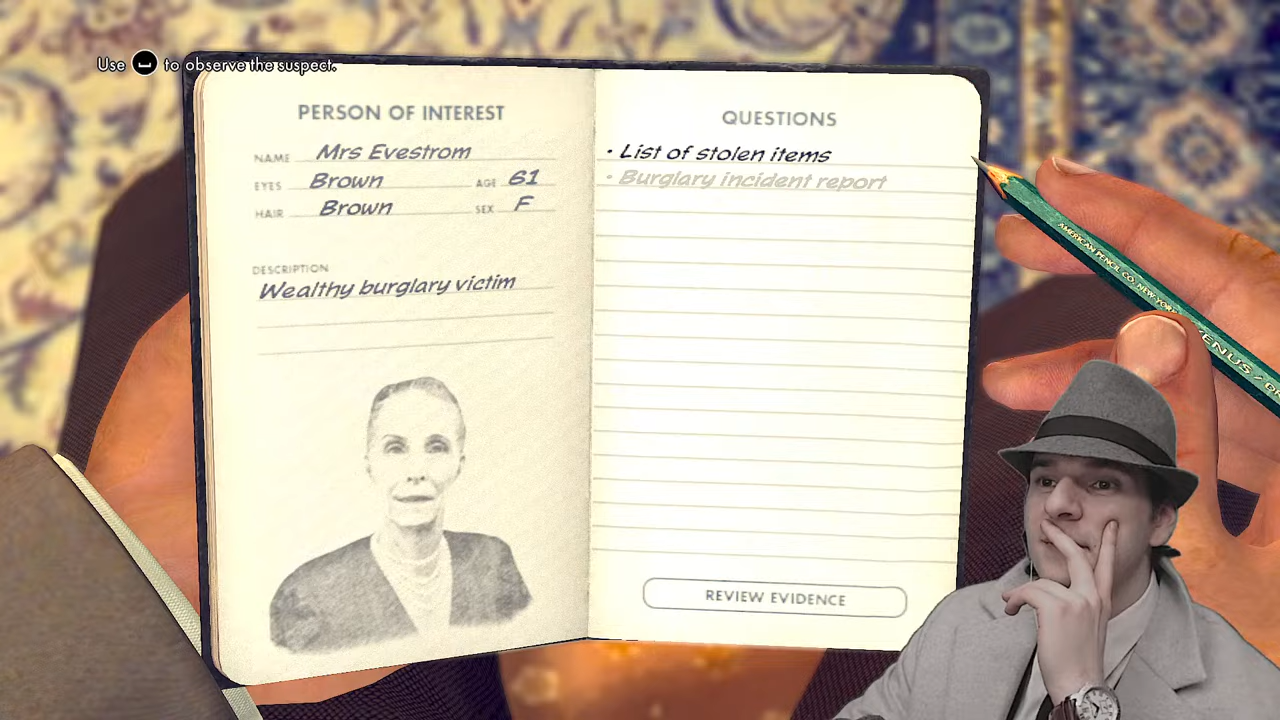 Use to observe the suspect.
PERSON OF INTEREST
NAME Mrs Evestrom
EYES Brown AGE 61
HAIR Brown SEX F
DESCRIPTION
Wealthy burglary victim
QUESTIONS
• List of stolen items
• Burglary incident report
REVIEW EVIDENCE
AMERICAN PENCIL CO. NEW YORK
VENUS